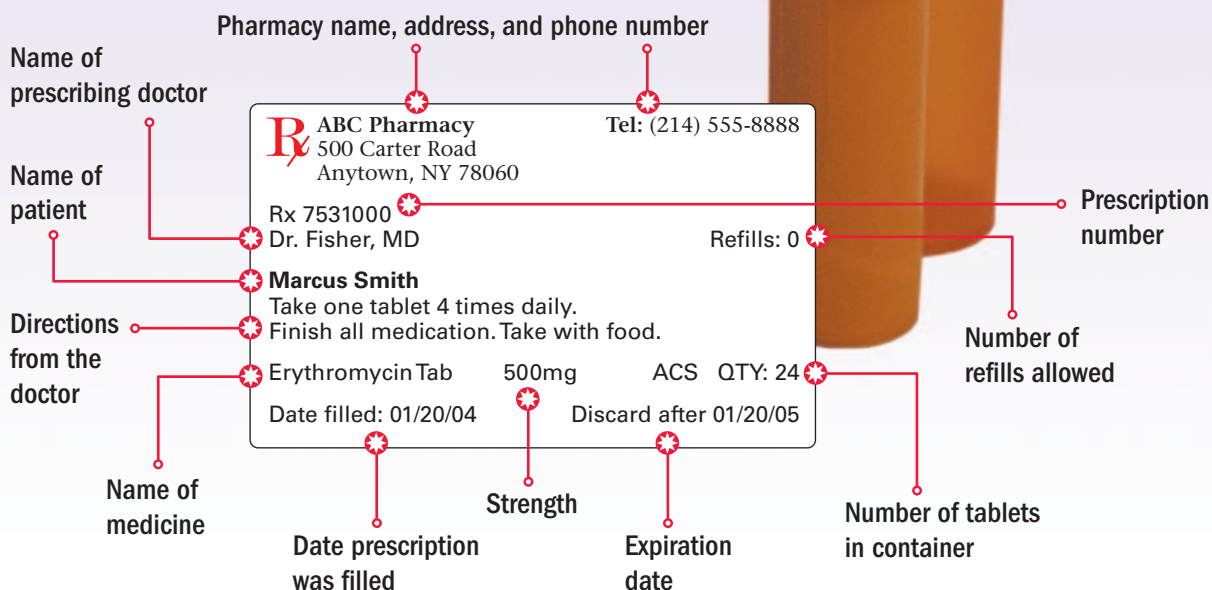 Pharmacy name, address, and phone number
Name of
prescribing doctor
Name of
patient
Directions
from the
doctor
Name of
medicine
Rx ABC Pharmacy
500 Carter Road
Anytown, NY 78060
Tel: (214) 555-8888
Rx 7531000
Dr. Fisher, MD
Refills: 0
Marcus Smith
Take one tablet 4 times daily.
Finish all medication. Take with food.
Erythromycin Tab 500mg ACS QTY: 24
Date filled: 01/20/04 Discard after 01/20/05
Prescription
number
Number of
refills allowed
Number of tablets
in container
Strength
Date prescription
was filled
Expiration
date